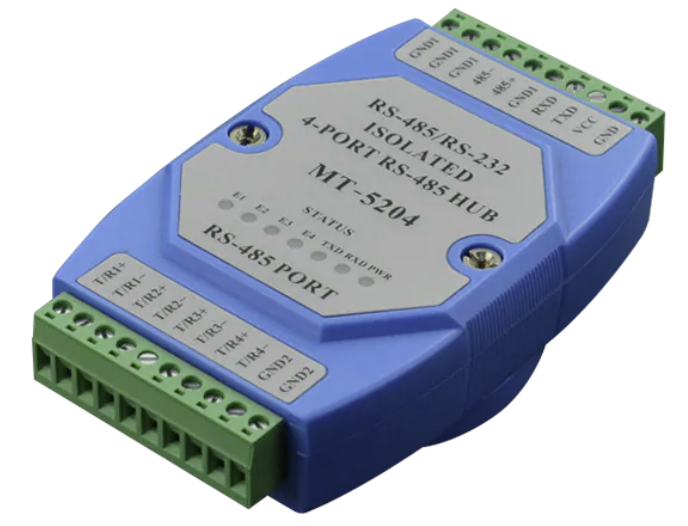 GND1
GND1
GND1
485-
485+
GND1
RXD
TXD
VCC
GND
RS-485/RS-232
ISOLATED
4-PORT RS-485 HUB
MT-5204
STATUS
E1 E2 E3 E4 TXD RXD PWR
RS-485 PORT
T/R1+
T/R1-
T/R2+
T/R2-
T/R3+
T/R3-
T/R4+
T/R4-
GND2
GND2